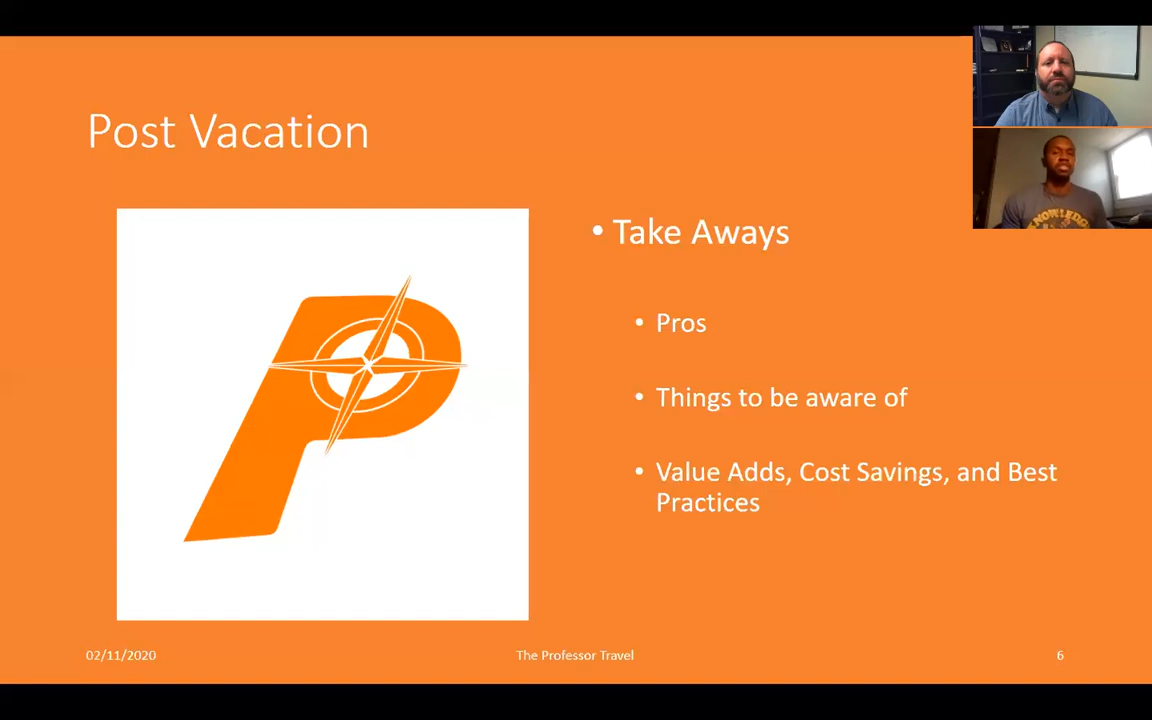 Post Vacation
• Take Aways
• Pros
• Things to be aware of
• Value Adds, Cost Savings, and Best
Practices
KNOWLEDGE
02/11/2020
The Professor Travel
6